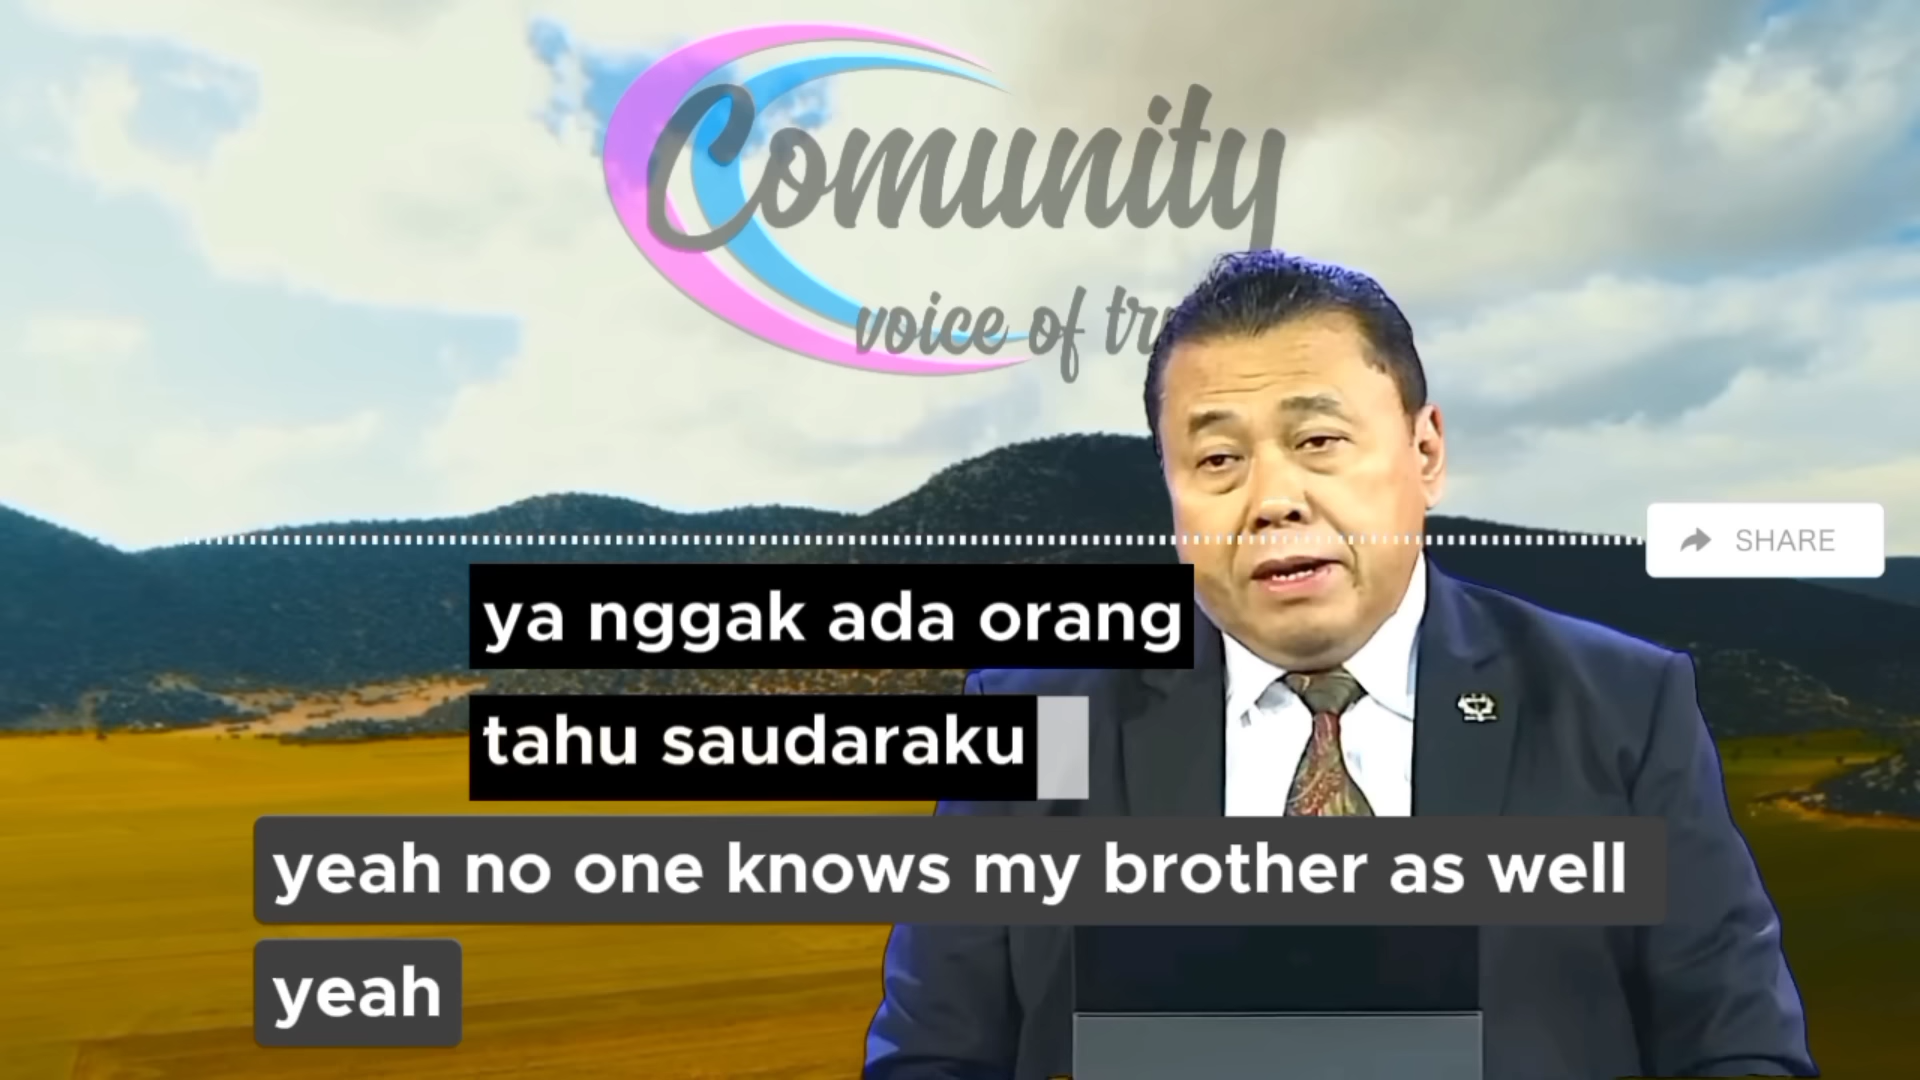 Comunity
voice of
SHARE
ya nggak ada orang
tahu saudaraku
yeah no one knows my brother as well
yeah